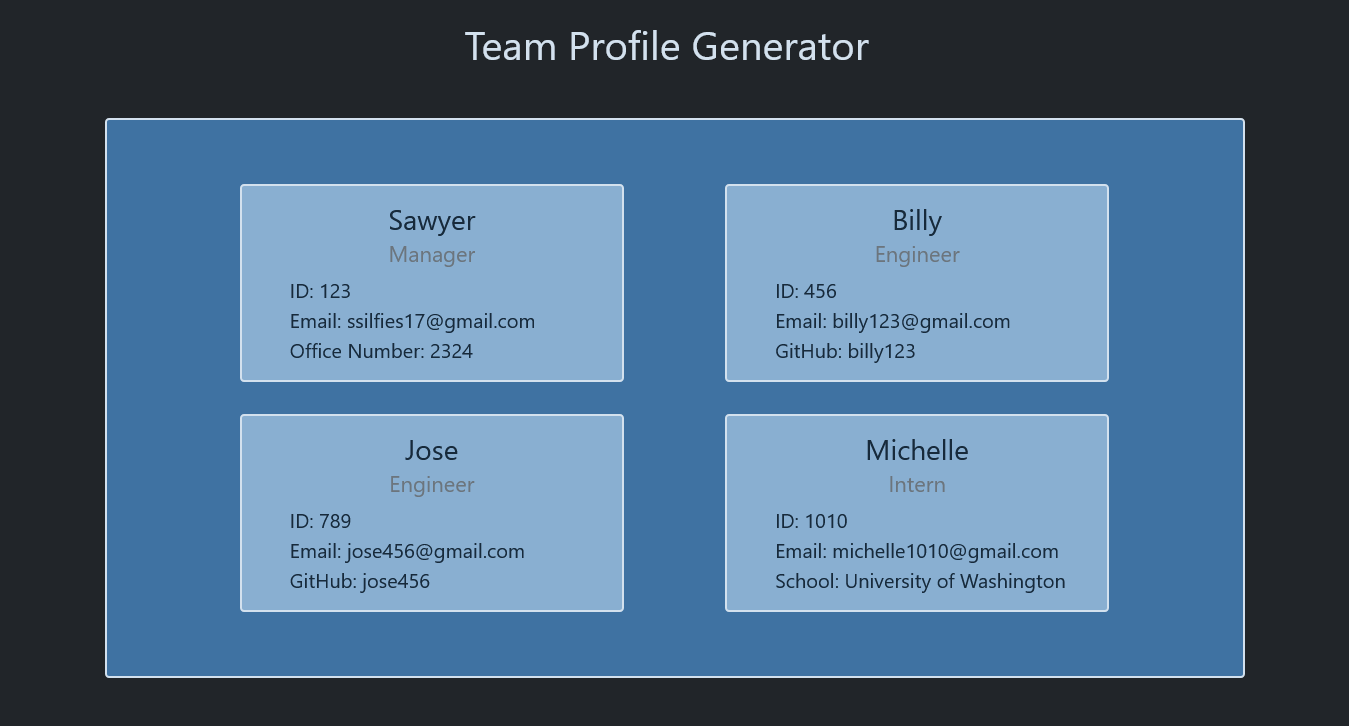 Team Profile Generator
Sawyer
Manager
ID: 123
Email: ssilfies17@gmail.com
Office Number: 2324
Billy
Engineer
ID: 456
Email: billy123@gmail.com
GitHub: billy123
Jose
Engineer
ID: 789
Email: jose456@gmail.com
GitHub: jose456
Michelle
Intern
ID: 1010
Email: michelle1010@gmail.com
School: University of Washington